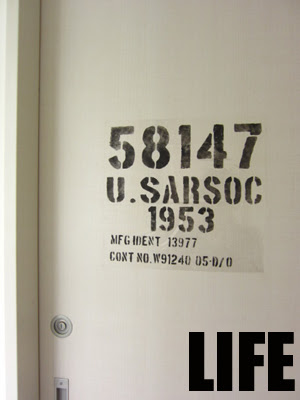 58147
U.SARSOC
1953
MFG IDENT 13977
CONT NO.W91240 05-D/0
LIFE